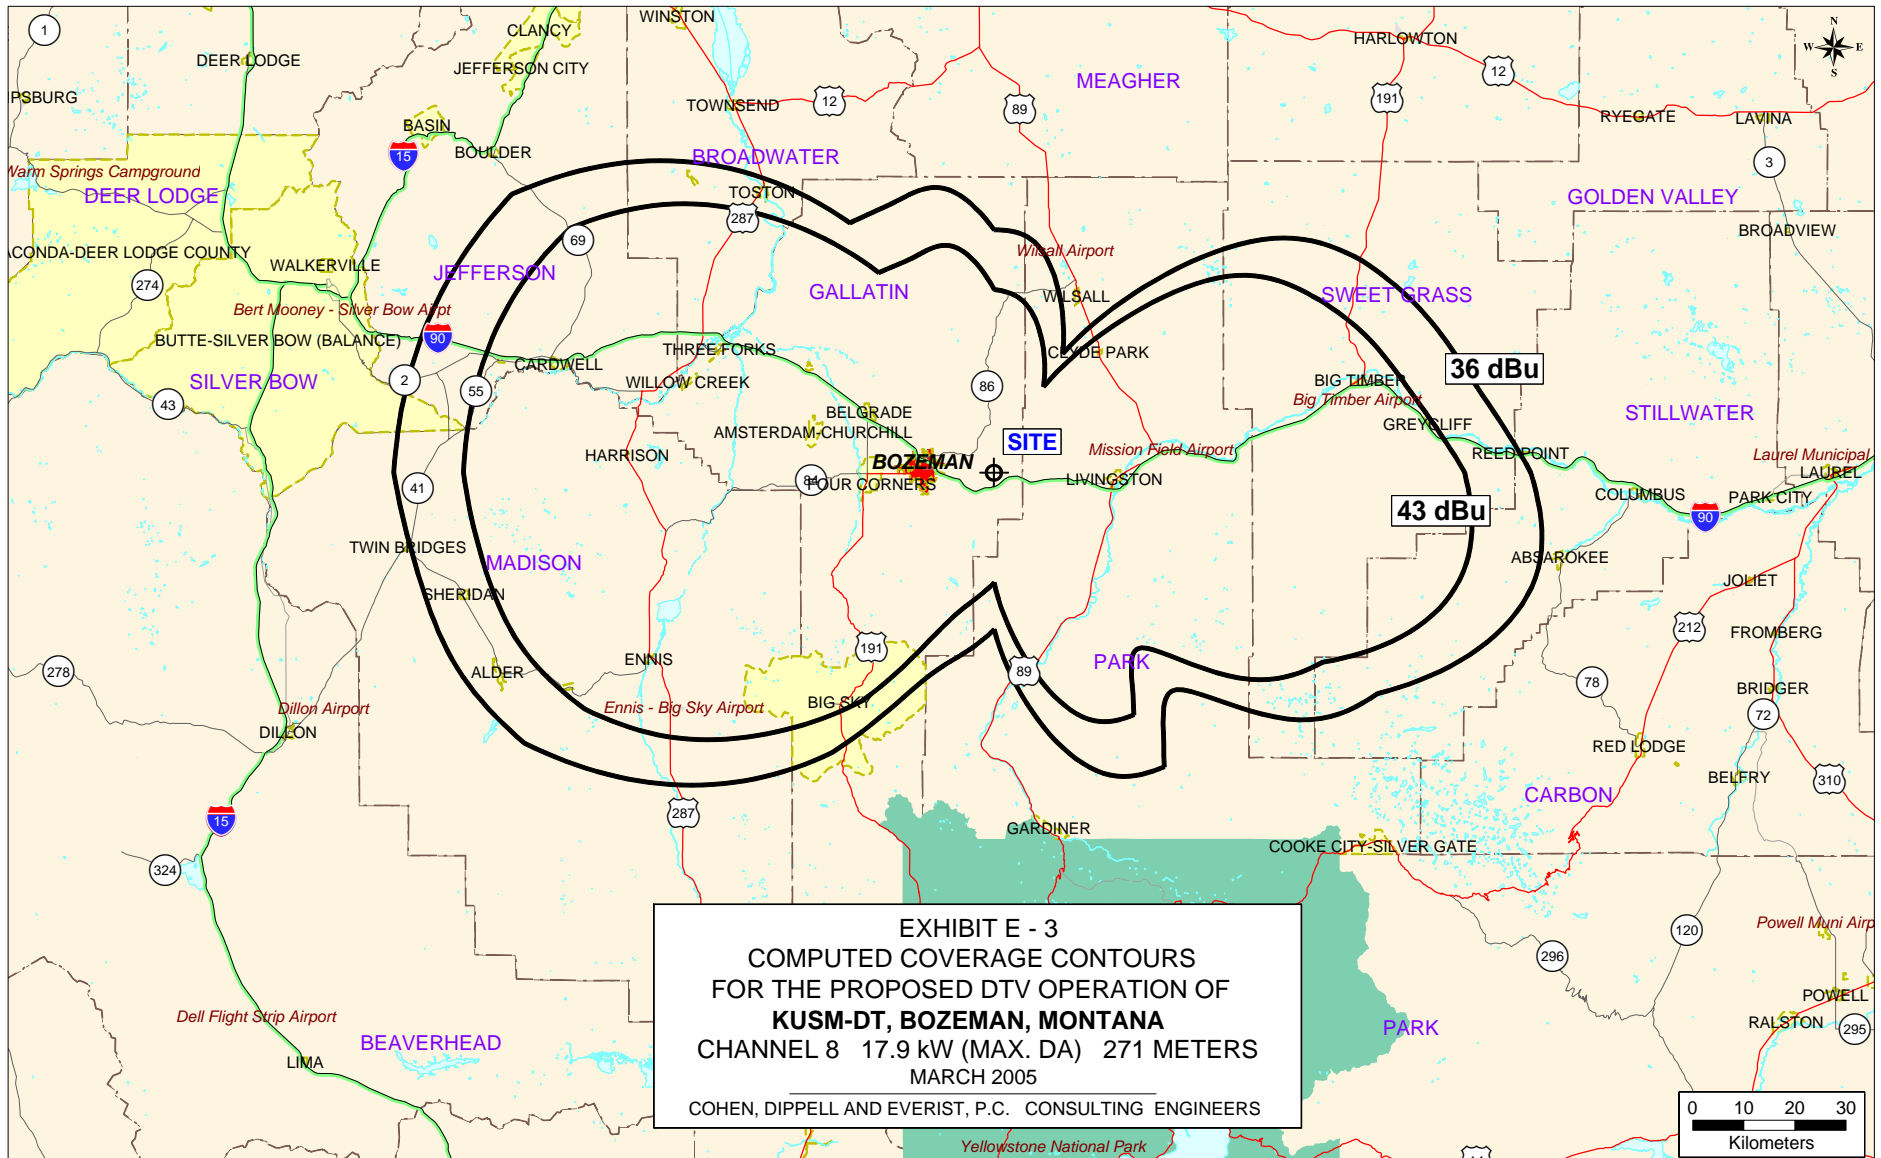 1
WINSTON
CLANCY
DEER LODGE
JEFFERSON CITY
HARLOWTON
N
W
E
S
IPSBURG
TOWNSEND
12
89
MEAGHER
191
12
RYEGATE
LAVINA
BASIN
15
BOULDER
BROADWATER
3
Warm Springs Campground
DEER LODGE
TOSTON
287
GOLDEN VALLEY
BROADVIEW
69
ACONDA-DEER LODGE COUNTY
WALKERVILLE
274
JEFFERSON
GALLATIN
Wilsall Airport
WILSALL
SWEET GRASS
Bert Mooney - Silver Bow Airpt
90
BUTTE-SILVER BOW (BALANCE)
CARDWELL
THREE FORKS
CLYDE PARK
36 dBu
SILVER BOW
2
55
WILLOW CREEK
86
BIG TIMBER
Big Timber Airport
43
BELGRADE
AMSTERDAM-CHURCHILL
GREYCLIFF
STILLWATER
HARRISON
BOZEMAN
SITE
Mission Field Airport
REED POINT
Laurel Municipal
LAUREL
41
84
FOUR CORNERS
LIVINGSTON
COLUMBUS
PARK CITY
43 dBu
90
TWIN BRIDGES
MADISON
ABSAROKEE
JOLIET
SHERIDAN
212
FROMBERG
278
ALDER
ENNIS
191
89
PARK
78
BRIDGER
72
Dillon Airport
DILLON
Ennis - Big Sky Airport
BIG SKY
RED LODGE
BELFRY
310
15
287
GARDINER
CARBON
COOKE CITY-SILVER GATE
324
EXHIBIT E - 3
COMPUTED COVERAGE CONTOURS
FOR THE PROPOSED DTV OPERATION OF
KUSM-DT, BOZEMAN, MONTANA
CHANNEL 8 17.9 kW (MAX. DA) 271 METERS
MARCH 2005
COHEN, DIPPELL AND EVERIST, P.C. CONSULTING ENGINEERS
120
Powell Muni Airp
296
POWELL
RALSTON
295
Dell Flight Strip Airport
BEAVERHEAD
LIMA
PARK
Yellowstone National Park
0 10 20 30
Kilometers